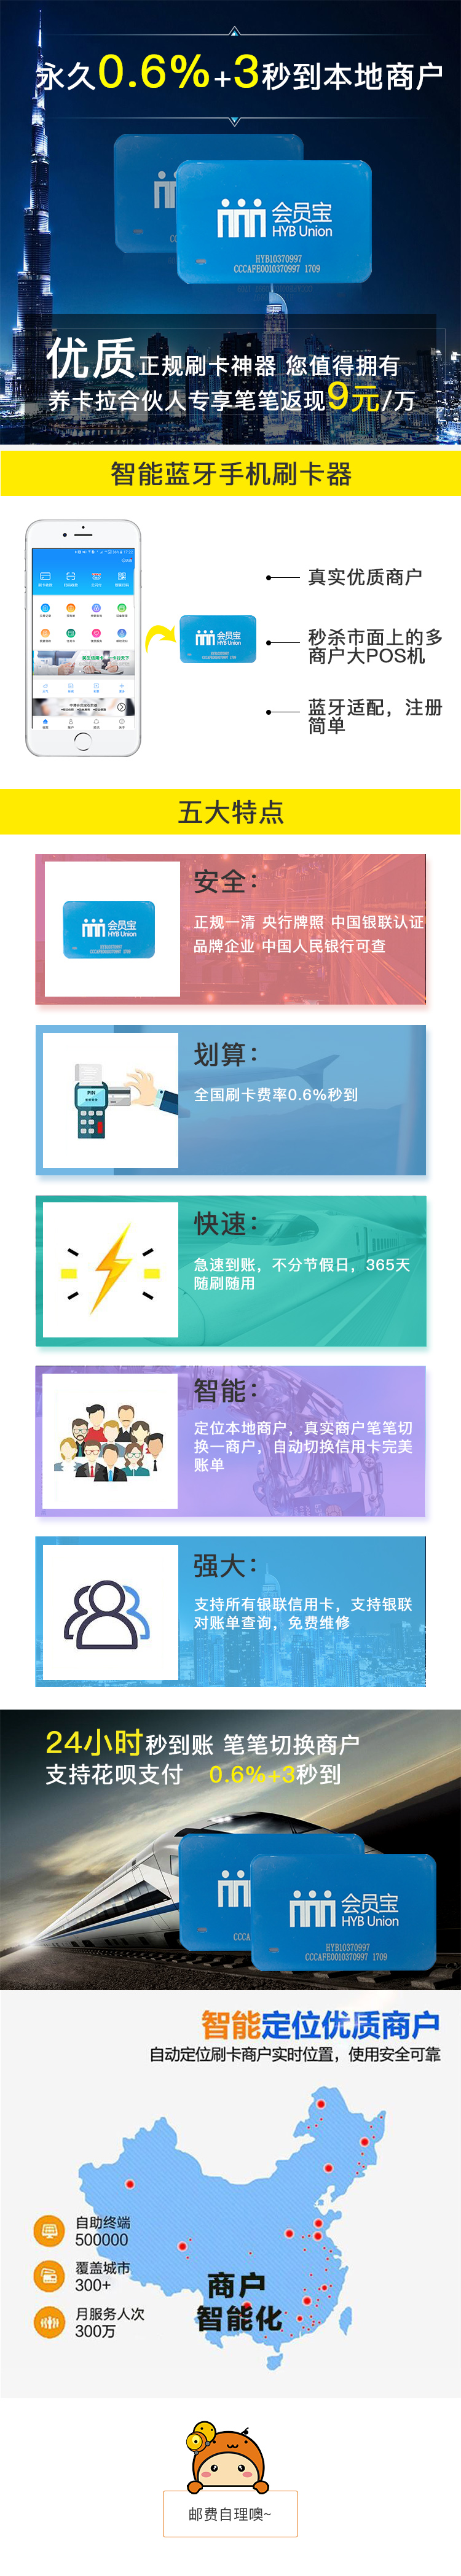 永久0.6%+3秒到本地商户
会员宝
HYB Union
HYB10370997
CCCAFE0010370997 1709
优质正规刷卡神器 您值得拥有
养卡拉合伙人专享笔笔返现9元/万
智能蓝牙手机刷卡器
真实优质商户
会员宝
HYB Union
秒杀市面上的多
商户大POS机
蓝牙适配，注册
简单
五大特点
安全：
会员宝
HYB Union
正规一清 央行牌照 中国银联认证
品牌企业 中国人民银行可查
划算：
PIN
全国刷卡费率0.6%秒到
快速：
急速到账，不分节假日，365天
随刷随用
智能：
定位本地商户，真实商户笔笔切
换一商户，自动切换信用卡完美
账单
强大：
支持所有银联信用卡，支持银联
对账单查询，免费维修
24小时秒到账 笔笔切换商户
支持花呗支付 0.6%+3秒到
会员宝
HYB Union
HYB10370997
CCCAFE0010370997 1709
智能定位优质商户
自动定位刷卡商户实时位置，使用安全可靠
自助终端
500000
覆盖城市
300+
月服务人次
300万
商户
智能化
邮费自理噢~